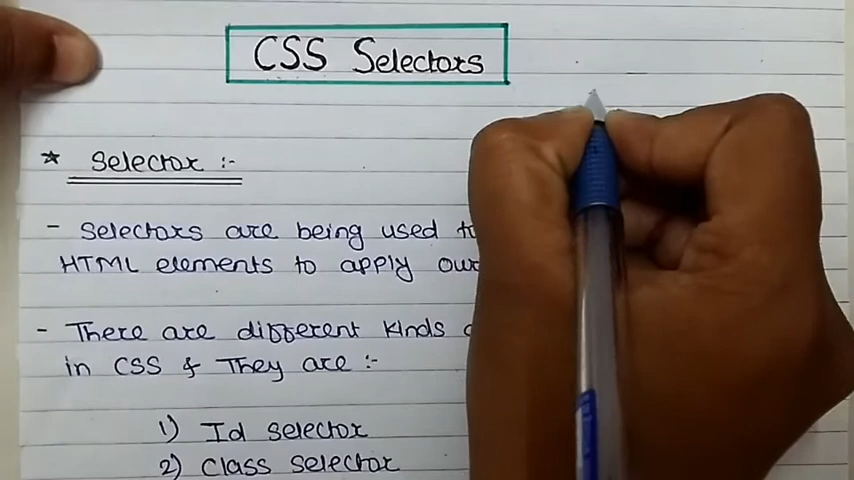 CSS Selectors
* Selector :-
- Selectors are being used
HTML elements to apply our
- There are different kinds
in CSS & They are :-
1) Id selector
2) Class selector